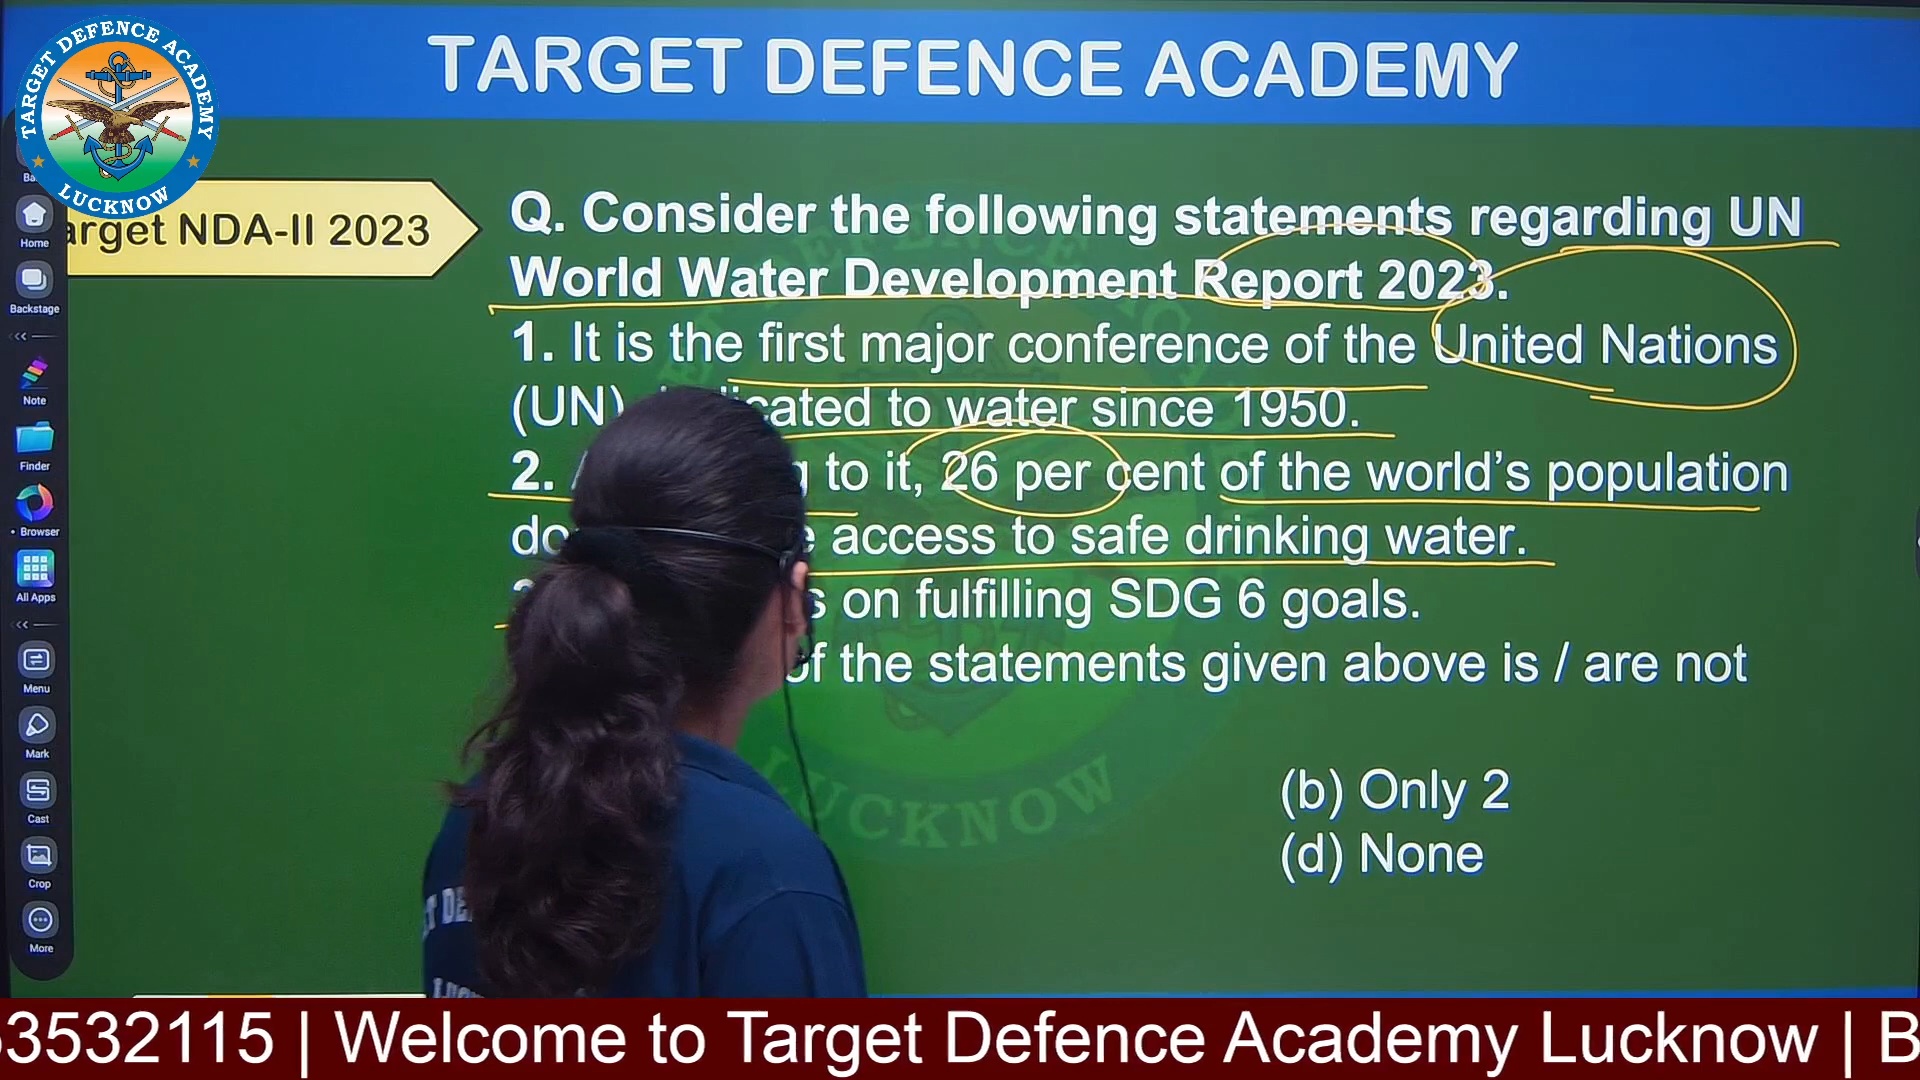 TARGET DEFENCE ACADEMY
TARGET DEFENCE ACADEMY
LUCKNOW
arget NDA-II 2023
Q. Consider the following statements regarding UN
World Water Development Report 2023.
1. It is the first major conference of the United Nations
(UN) dedicated to water since 1950.
2. to it, 26 per cent of the world's population
access to safe drinking water.
on fulfilling SDG 6 goals.
of the statements given above is / are not
(b) Only 2
(d) None
LUCKNOW
Home
Backstage
Note
Finder
Browser
All Apps
Menu
Mark
Cast
Crop
More
3532115 | Welcome to Target Defence Academy Lucknow | B